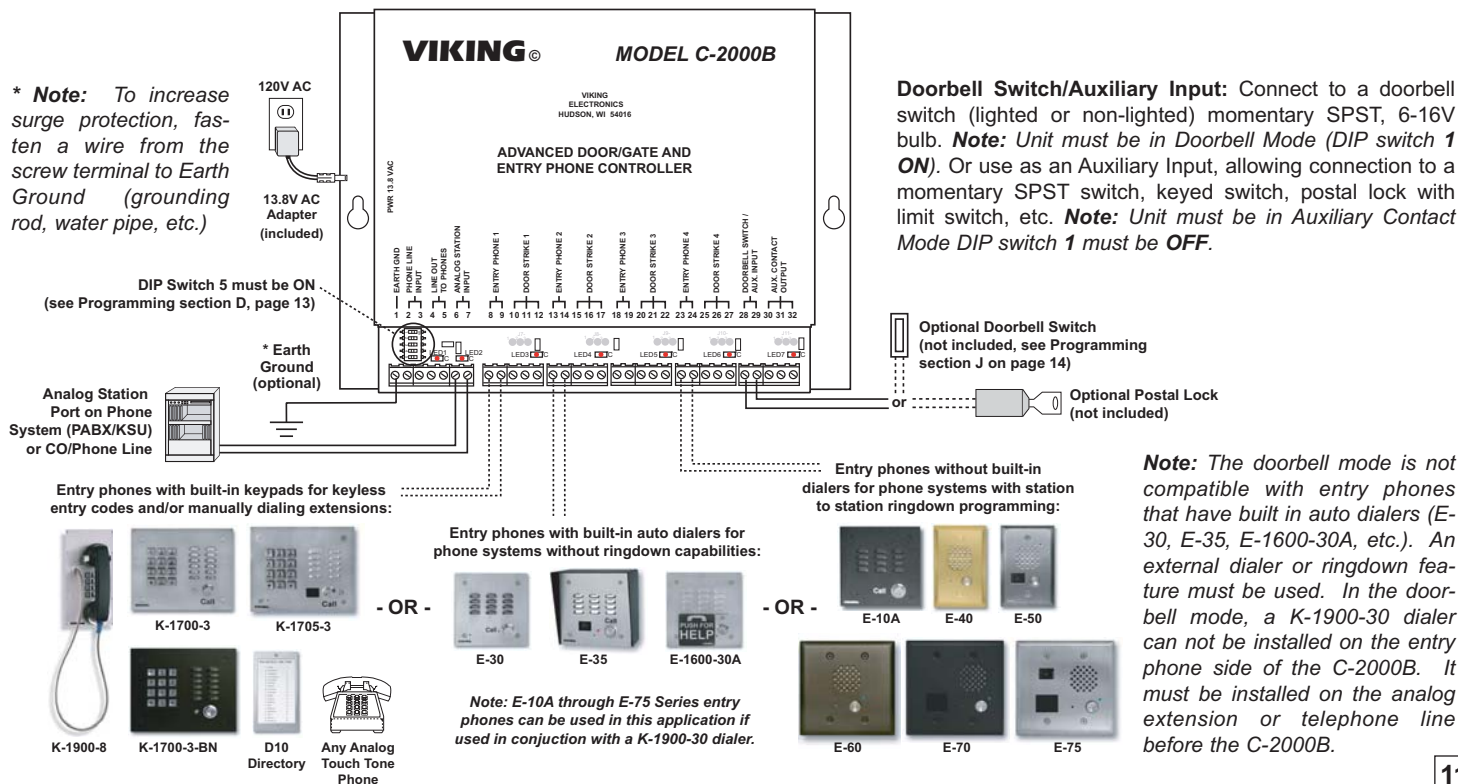 VIKING©
MODEL C-2000B
VIKING
ELECTRONICS
HUDSON, WI 54016
ADVANCED DOOR/GATE AND
ENTRY PHONE CONTROLLER
* Note: To increase
surge protection, fas-
ten a wire from the
screw terminal to Earth
Ground (grounding
rod, water pipe, etc.)
120V AC
13.8V AC
Adapter
(included)
PWR 13.8 VAC
DIP Switch 5 must be ON
(see Programming section D, page 13)
EARTH GND
PHONE LINE
INPUT
LINE OUT
TO PHONES
ANALOG STATION
INPUT
ENTRY PHONE 1
DOOR STRIKE 1
ENTRY PHONE 2
DOOR STRIKE 2
ENTRY PHONE 3
DOOR STRIKE 3
ENTRY PHONE 4
DOOR STRIKE 4
DOORBELL SWITCH /
AUX. INPUT
AUX. CONTACT
OUTPUT
1 2 3 4 5 6 7 8 9 10 11 12 13 14 15 16 17 18 19 20 21 22 23 24 25 26 27 28 29 30 31 32
LED1 LED2 LED3 LED4 LED5 LED6 LED7
* Earth
Ground
(optional)
Analog Station
Port on Phone
System (PABX/KSU)
or CO/Phone Line
Doorbell Switch/Auxiliary Input: Connect to a doorbell
switch (lighted or non-lighted) momentary SPST, 6-16V
bulb. Note: Unit must be in Doorbell Mode (DIP switch 1
ON). Or use as an Auxiliary Input, allowing connection to a
momentary SPST switch, keyed switch, postal lock with
limit switch, etc. Note: Unit must be in Auxiliary Contact
Mode DIP switch 1 must be OFF.
Optional Doorbell Switch
(not included, see Programming
section J on page 14)
or
Optional Postal Lock
(not included)
Entry phones with built-in keypads for keyless
entry codes and/or manually dialing extensions:
K-1700-3
K-1705-3
K-1900-8
K-1700-3-BN
D10
Directory
Any Analog
Touch Tone
Phone
- OR -
Entry phones with built-in auto dialers for
phone systems without ringdown capabilities:
PUSH FOR
HELP
E-30
E-35
E-1600-30A
Note: E-10A through E-75 Series entry
phones can be used in this application if
used in conjuction with a K-1900-30 dialer.
- OR -
Entry phones without built-in
dialers for phone systems with station
to station ringdown programming:
E-10A
E-40
E-50
E-60
E-70
E-75
Note: The doorbell mode is not
compatible with entry phones
that have built in auto dialers (E-
30, E-35, E-1600-30A, etc.). An
external dialer or ringdown fea-
ture must be used. In the door-
bell mode, a K-1900-30 dialer
can not be installed on the entry
phone side of the C-2000B. It
must be installed on the analog
extension or telephone line
before the C-2000B.